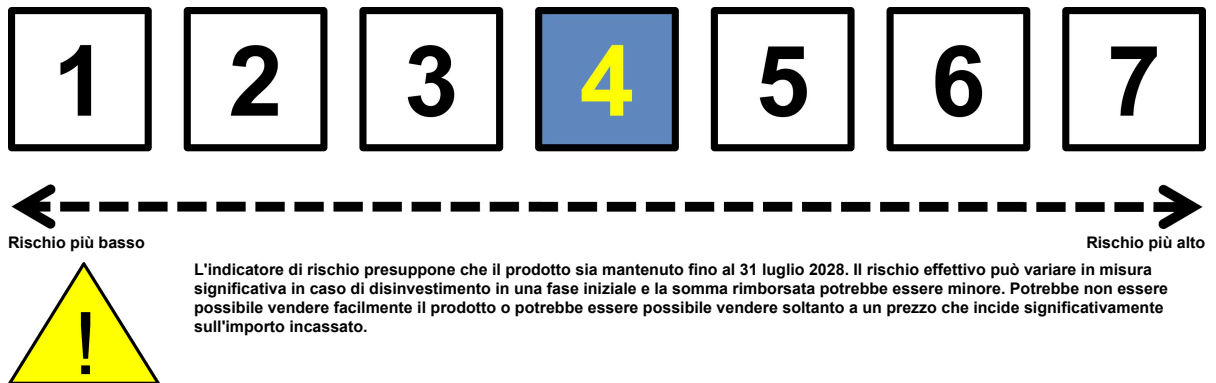 1 2 3 4 5 6 7
Rischio più basso Rischio più alto
L'indicatore di rischio presuppone che il prodotto sia mantenuto fino al 31 luglio 2028. Il rischio effettivo può variare in misura
significativa in caso di disinvestimento in una fase iniziale e la somma rimborsata potrebbe essere minore. Potrebbe non essere
possibile vendere facilmente il prodotto o potrebbe essere possibile vendere soltanto a un prezzo che incide significativamente
sull'importo incassato.
!